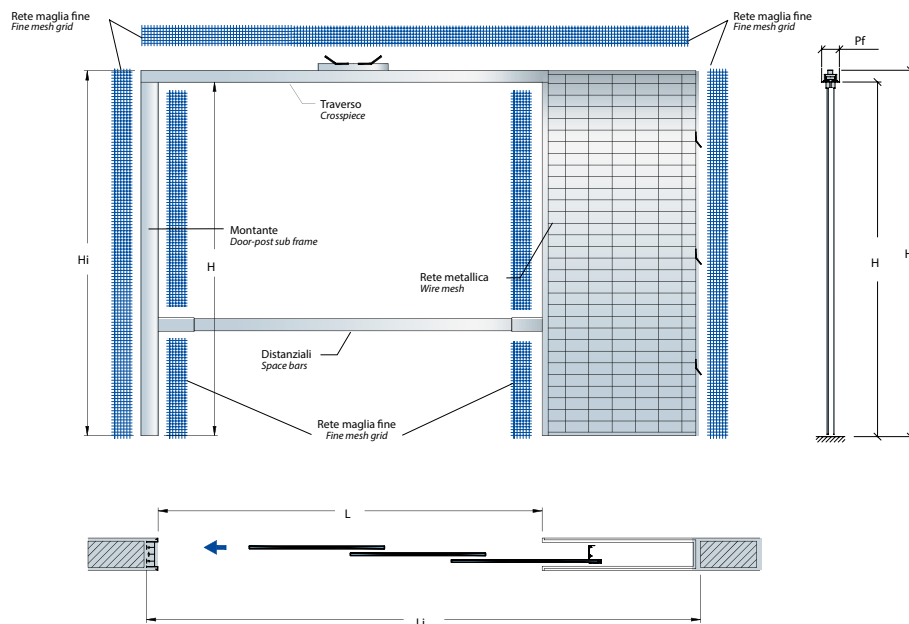 Rete maglia fine
Fine mesh grid
Rete maglia fine
Fine mesh grid
Pf
Traverso
Crosspiece
Montante
Door-post sub frame
Hi
H
Rete metallica
Wire mesh
H
H
Distanziali
Space bars
Rete maglia fine
Fine mesh grid
L
Li